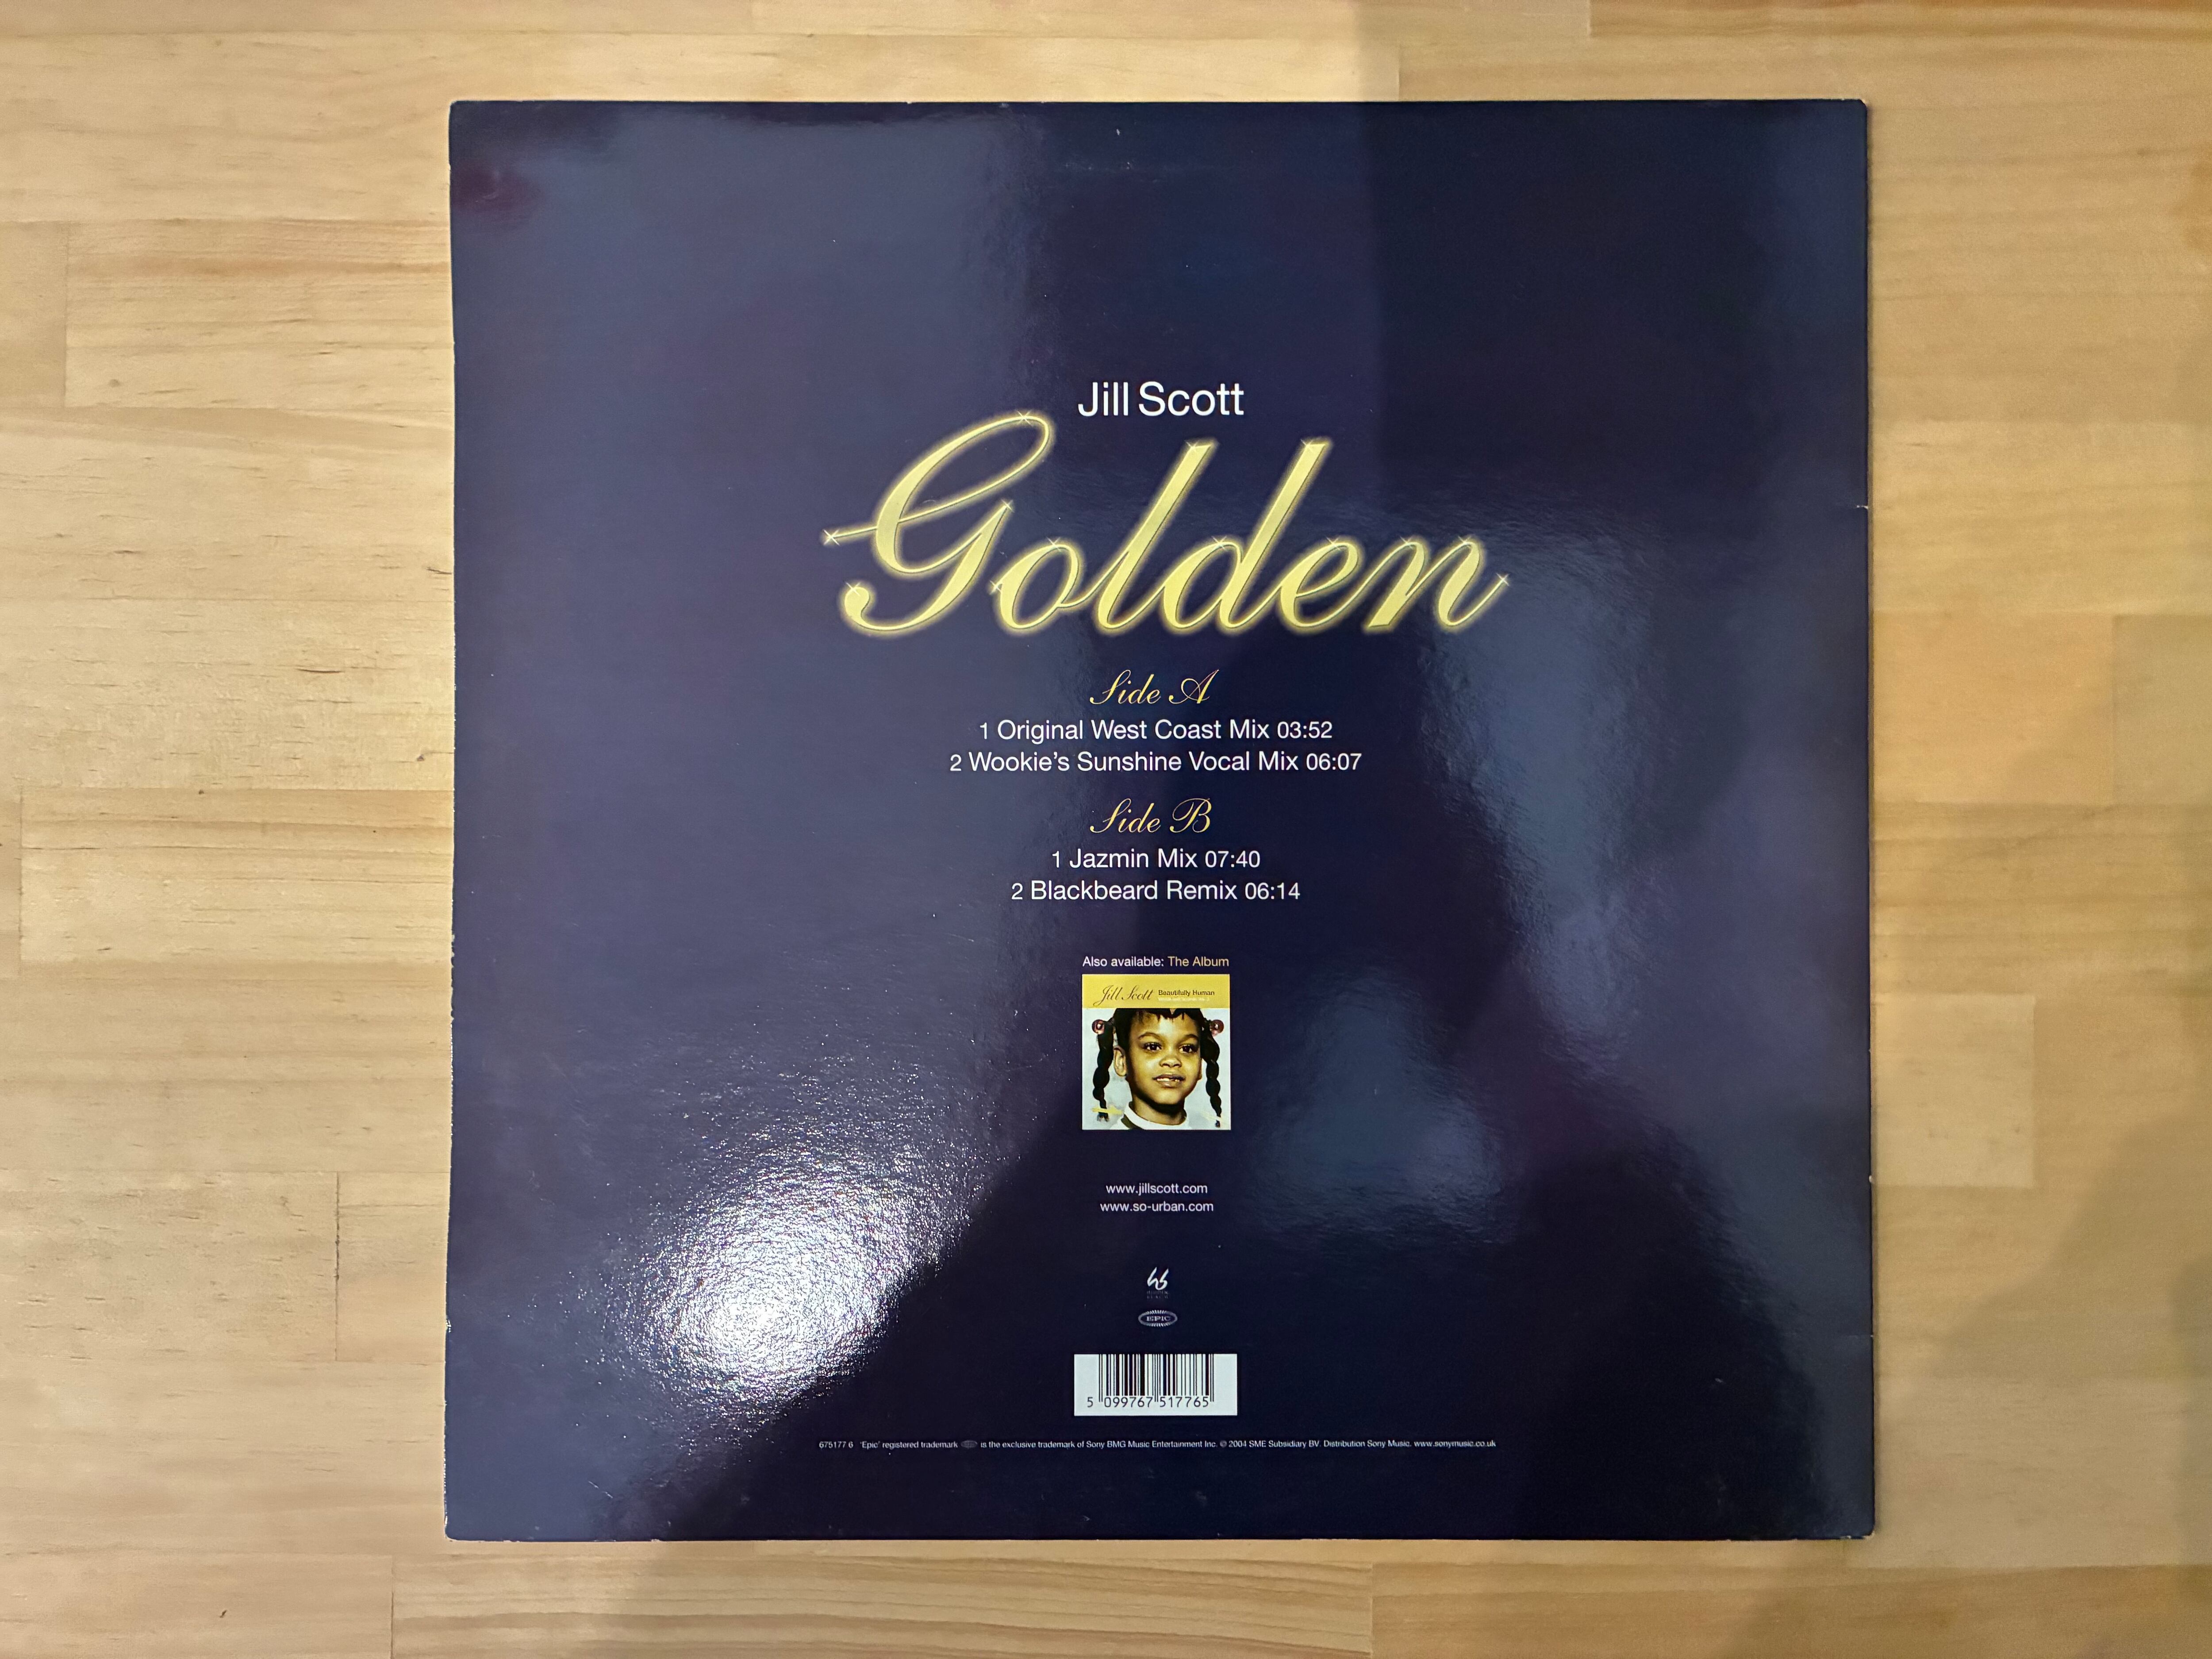 Jill Scott
Golden
Side A
1 Original West Coast Mix 03:52
2 Wookie's Sunshine Vocal Mix 06:07
Side B
1 Jazmin Mix 07:40
2 Blackbeard Remix 06:14
Also available: The Album
Jill Scott Beautifully Human
www.jillscott.com
www.so-urban.com
EPIC
5 099767 517765
675177 6 'Epic' registered trademark is the exclusive trademark of Sony BMG Music Entertainment Inc. © 2004 SME Subsidiary BV. Distribution Sony Music. www.sonymusic.co.uk